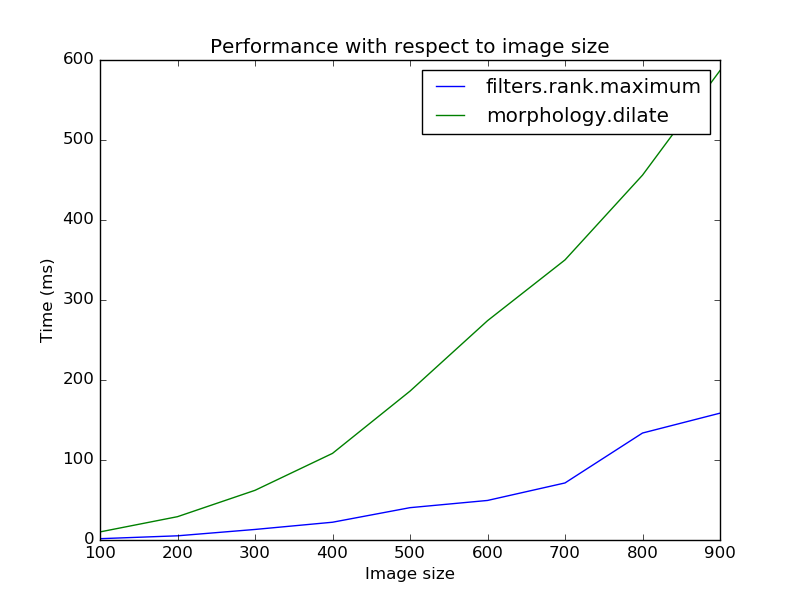 Performance with respect to image size
600
500
400
300
200
100
0
Time (ms)
filters.rank.maximum
morphology.dilate
100 200 300 400 500 600 700 800 900
Image size